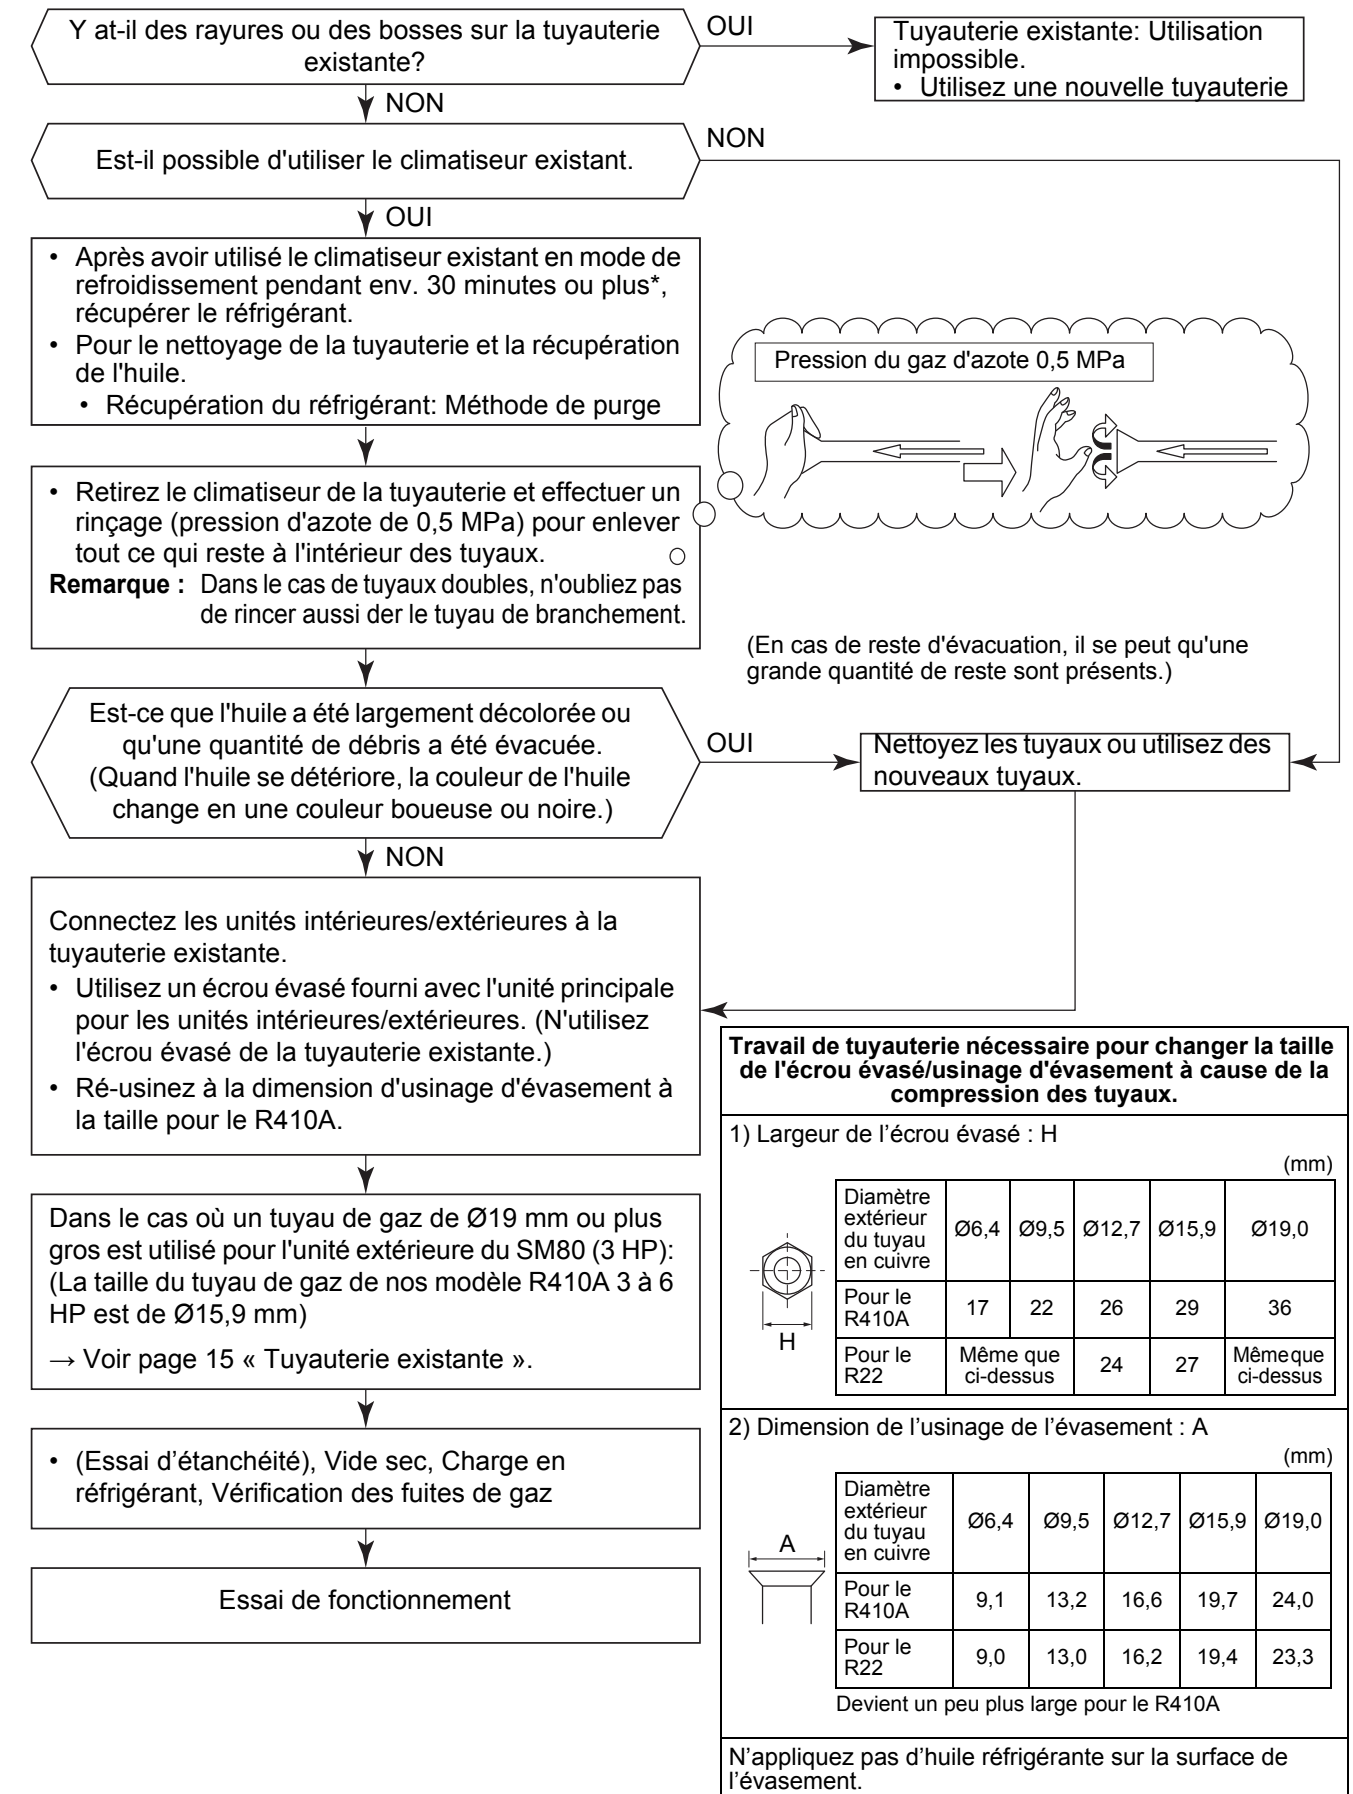 Y at-il des rayures ou des bosses sur la tuyauterie
existante?
OUI
Tuyauterie existante: Utilisation
impossible.
• Utilisez une nouvelle tuyauterie
NON
Est-il possible d'utiliser le climatiseur existant.
NON
OUI
• Après avoir utilisé le climatiseur existant en mode de
refroidissement pendant env. 30 minutes ou plus*,
récupérer le réfrigérant.
• Pour le nettoyage de la tuyauterie et la récupération
de l'huile.
• Récupération du réfrigérant: Méthode de purge
Pression du gaz d'azote 0,5 MPa
• Retirez le climatiseur de la tuyauterie et effectuer un
rinçage (pression d'azote de 0,5 MPa) pour enlever
tout ce qui reste à l'intérieur des tuyaux.
Remarque : Dans le cas de tuyaux doubles, n'oubliez pas
de rincer aussi der le tuyau de branchement.
(En cas de reste d'évacuation, il se peut qu'une
grande quantité de reste sont présents.)
Est-ce que l'huile a été largement décolorée ou
qu'une quantité de débris a été évacuée.
(Quand l'huile se détériore, la couleur de l'huile
change en une couleur boueuse ou noire.)
OUI
Nettoyez les tuyaux ou utilisez des
nouveaux tuyaux.
NON
Connectez les unités intérieures/extérieures à la
tuyauterie existante.
• Utilisez un écrou évasé fourni avec l'unité principale
pour les unités intérieures/extérieures. (N'utilisez
l'écrou évasé de la tuyauterie existante.)
• Ré-usinez à la dimension d'usinage d'évasement à
la taille pour le R410A.
Dans le cas où un tuyau de gaz de Ø19 mm ou plus
gros est utilisé pour l'unité extérieure du SM80 (3 HP):
(La taille du tuyau de gaz de nos modèle R410A 3 à 6
HP est de Ø15,9 mm)
→ Voir page 15 « Tuyauterie existante ».
• (Essai d’étanchéité), Vide sec, Charge en
réfrigérant, Vérification des fuites de gaz
Essai de fonctionnement
Travail de tuyauterie nécessaire pour changer la taille
de l'écrou évasé/usinage d'évasement à cause de la
compression des tuyaux.
1) Largeur de l’écrou évasé : H
(mm)
H
Diamètre
extérieur
du tuyau
en cuivre
Ø6,4 Ø9,5 Ø12,7 Ø15,9 Ø19,0
Pour le
R410A
17 22 26 29 36
Pour le
R22
Même que
ci-dessus
24 27
Même que
ci-dessus
2) Dimension de l’usinage de l’évasement : A
(mm)
A
Diamètre
extérieur
du tuyau
en cuivre
Ø6,4 Ø9,5 Ø12,7 Ø15,9 Ø19,0
Pour le
R410A
9,1 13,2 16,6 19,7 24,0
Pour le
R22
9,0 13,0 16,2 19,4 23,3
Devient un peu plus large pour le R410A
N’appliquez pas d’huile réfrigérante sur la surface de
l’évasement.